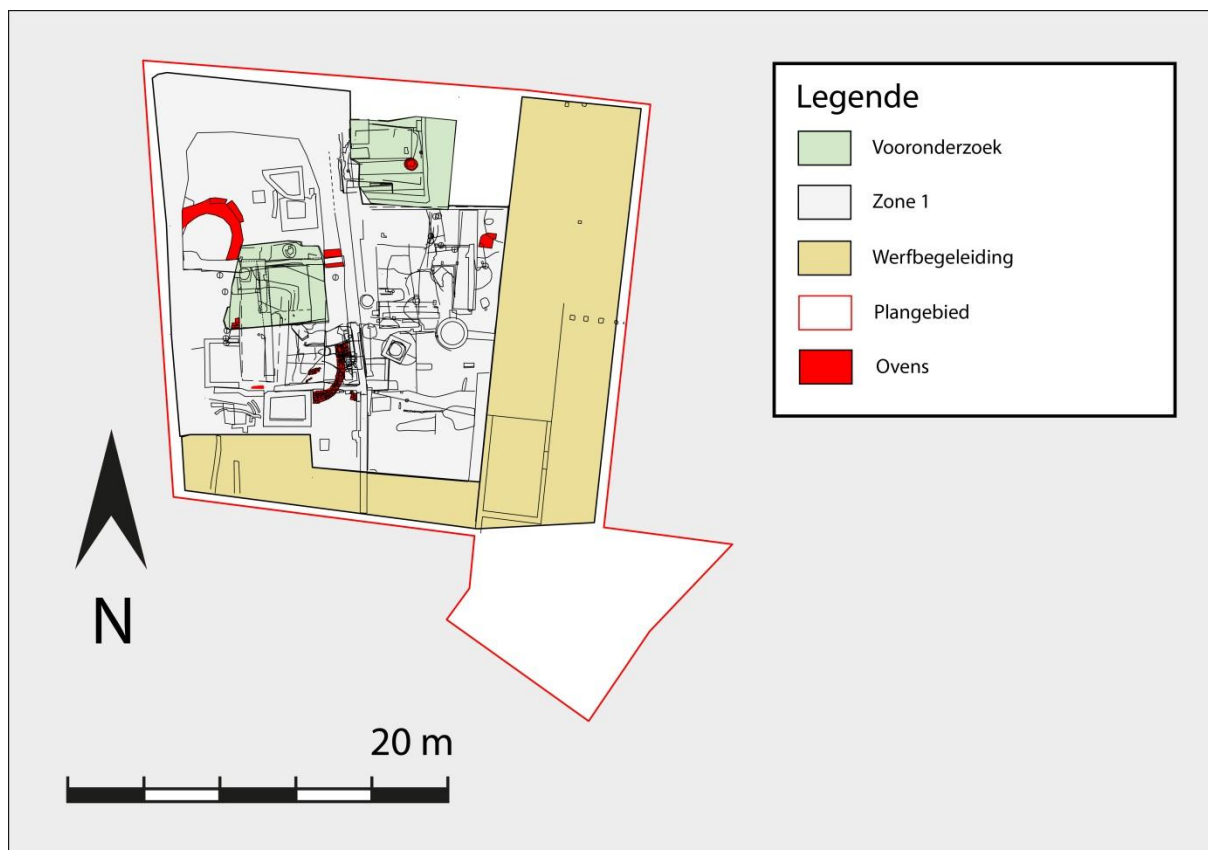 Legende
Vooronderzoek
Zone 1
Werfbegeleiding
Plangebied
Ovens
N
20 m